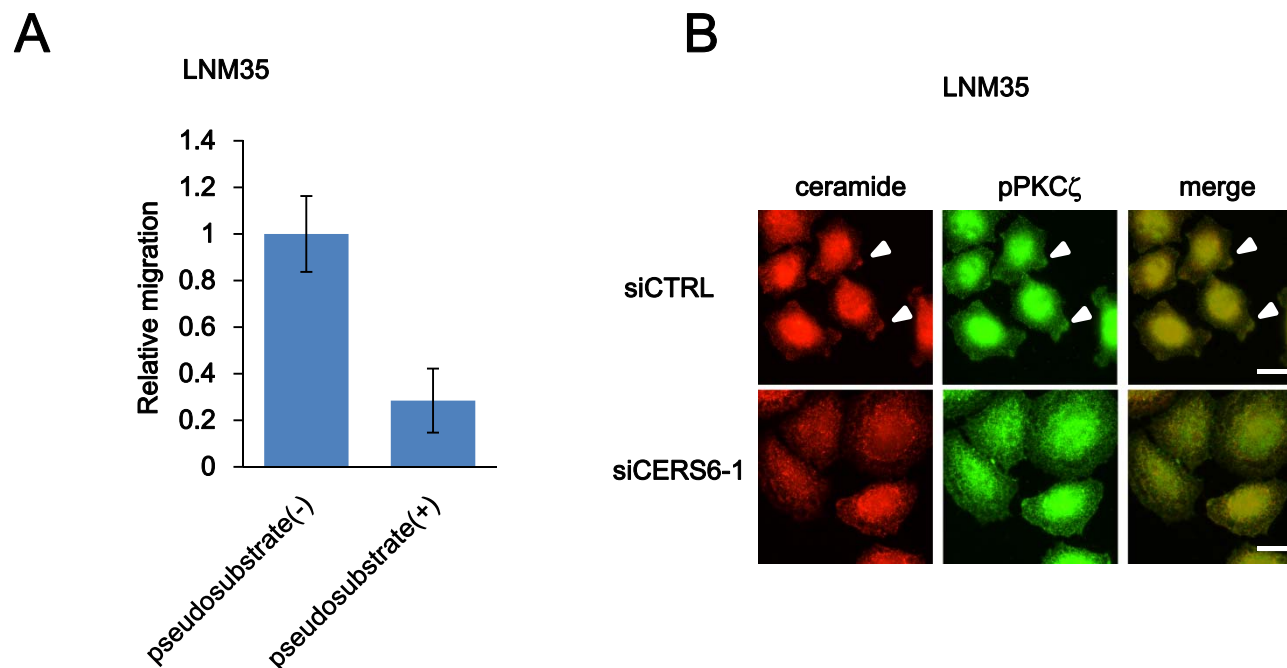 A
LNM35
Relative migration
1.4
1.2
1
0.8
0.6
0.4
0.2
0
pseudosubstrate(-)
pseudosubstrate(+)
B
LNM35
ceramide pPKCζ merge
siCTRL
siCERS6-1